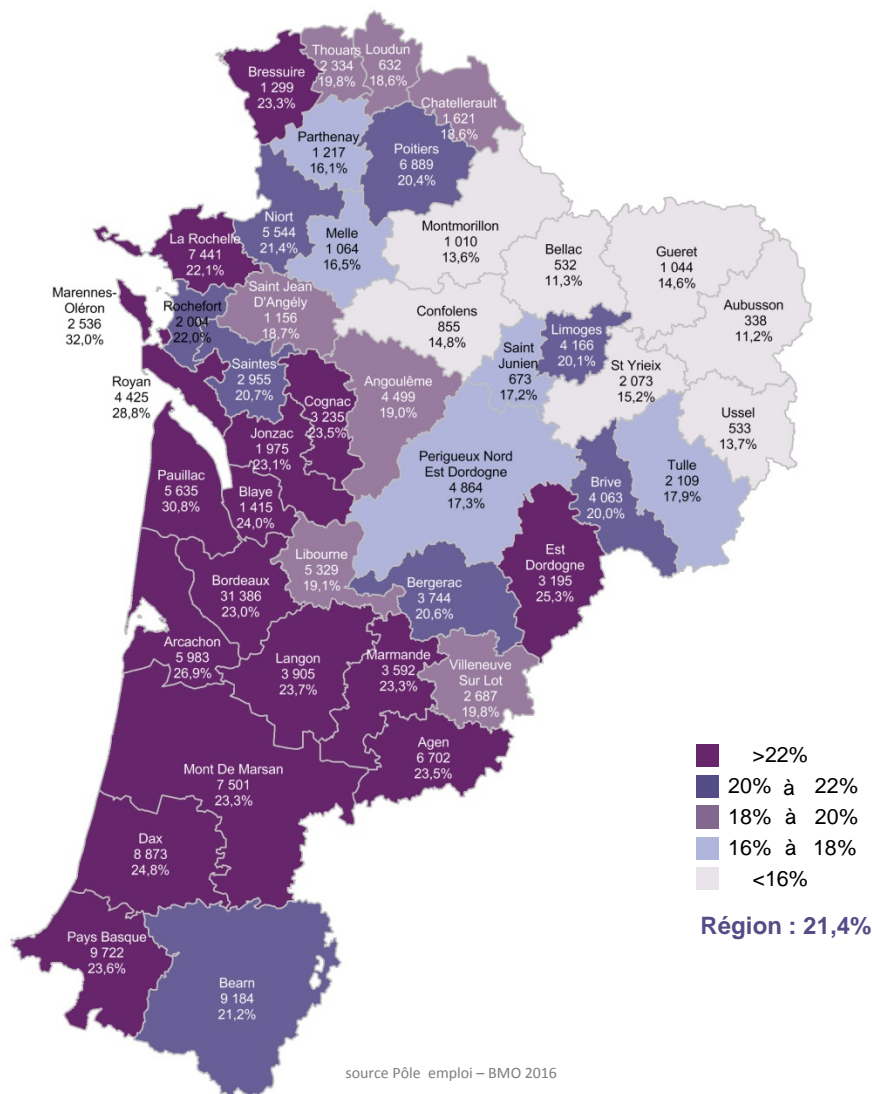 Thouars
2 334
19,8%
Loudun
632
18,6%
Bressuire
1 299
23,3%
Chatellerault
1 621
18,6%
Parthenay
1 217
16,1%
Poitiers
6 889
20,4%
Niort
5 544
21,4%
Melle
1 064
16,5%
Montmorillon
1 010
13,6%
La Rochelle
7 441
22,1%
Bellac
532
11,3%
Gueret
1 044
14,6%
Marennes-
Oléron
2 536
32,0%
Rochefort
2 004
22,0%
Saint Jean
D'Angély
1 156
18,7%
Confolens
855
14,8%
Limoges
4 166
20,1%
Aubusson
338
11,2%
Saint
Junien
673
17,2%
Saintes
2 955
20,7%
Royan
4 425
28,8%
Cognac
3 235
23,5%
Angoulême
4 499
19,0%
St Yrieix
2 073
15,2%
Ussel
533
13,7%
Jonzac
1 975
23,1%
Perigueux Nord
Est Dordogne
4 864
17,3%
Tulle
2 109
17,9%
Pauillac
5 635
30,8%
Blaye
1 415
24,0%
Brive
4 063
20,0%
Libourne
5 329
19,1%
Est
Dordogne
3 195
25,3%
Bordeaux
31 386
23,0%
Bergerac
3 744
20,6%
Arcachon
5 983
26,9%
Langon
3 905
23,7%
Marmande
3 592
23,3%
Villeneuve
Sur Lot
2 687
19,8%
Agen
6 702
23,5%
Mont De Marsan
7 501
23,3%
Dax
8 873
24,8%
Pays Basque
9 722
23,6%
Bearn
9 184
21,2%
>22%
20% à 22%
18% à 20%
16% à 18%
<16%
Région : 21,4%
source Pôle emploi – BMO 2016